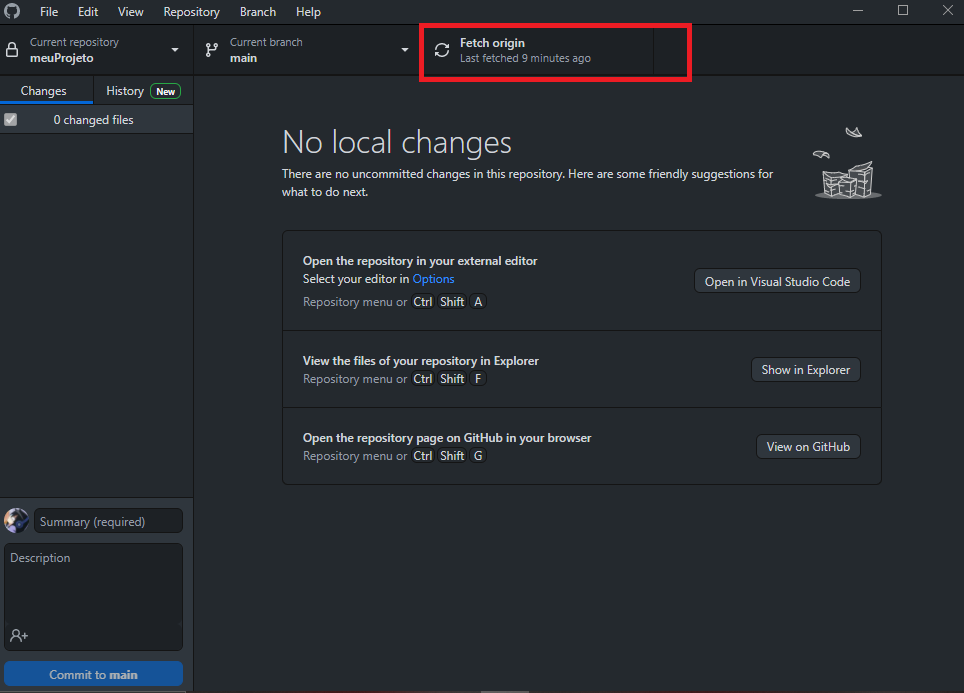 File Edit View Repository Branch Help
Current repository
meuProjeto
Current branch
main
Fetch origin
Last fetched 9 minutes ago
Changes
History New
0 changed files
No local changes
There are no uncommitted changes in this repository. Here are some friendly suggestions for
what to do next.
Open the repository in your external editor
Select your editor in Options
Repository menu or Ctrl Shift A
Open in Visual Studio Code
View the files of your repository in Explorer
Repository menu or Ctrl Shift F
Show in Explorer
Open the repository page on GitHub in your browser
Repository menu or Ctrl Shift G
View on GitHub
Summary (required)
Description
Commit to main